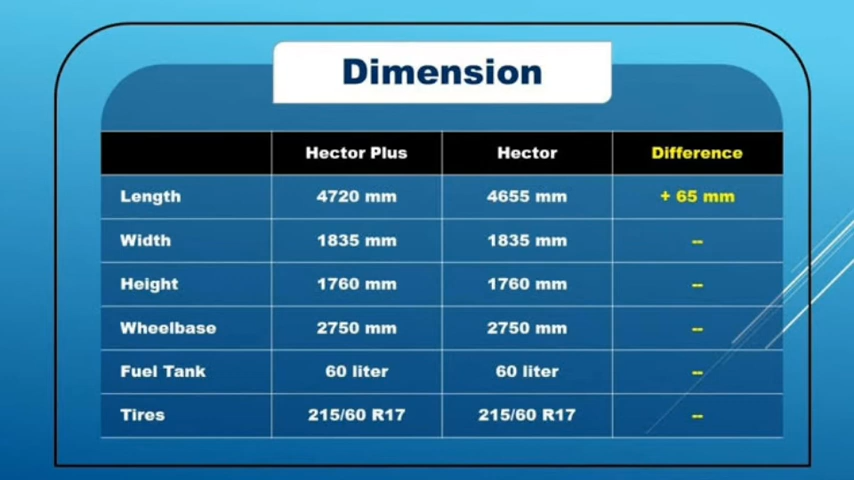 Dimension
Hector Plus Hector Difference
Length 4720 mm 4655 mm + 65 mm
Width 1835 mm 1835 mm --
Height 1760 mm 1760 mm --
Wheelbase 2750 mm 2750 mm --
Fuel Tank 60 liter 60 liter --
Tires 215/60 R17 215/60 R17 --